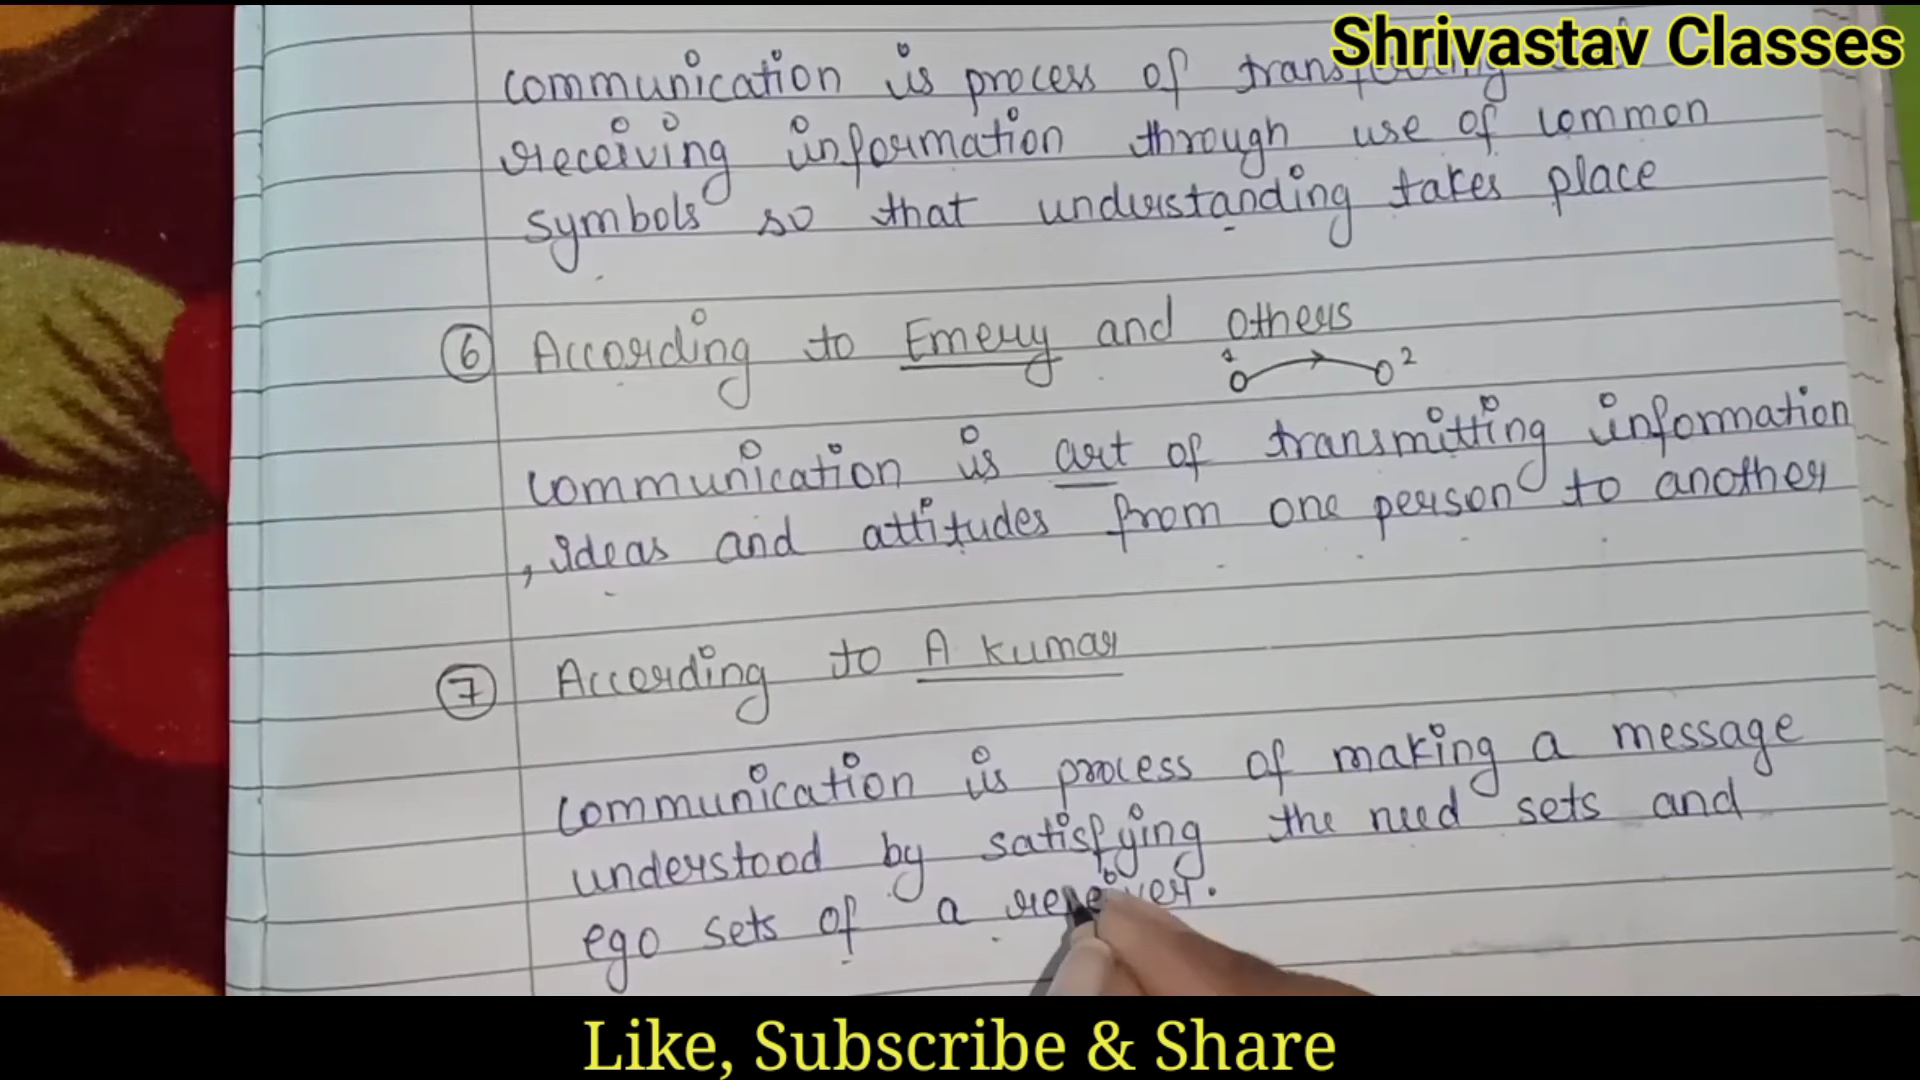 Shrivastav Classes
communication is process of
receiving information through use of common
symbols so that understanding takes place
6 According to Emery and others
1 2
communication is art of transmitting information
, ideas and attitudes from one person to another
7 According to A Kumar
communication is process of making a message
understood by satisfying the need sets and
ego sets of a
Like, Subscribe & Share